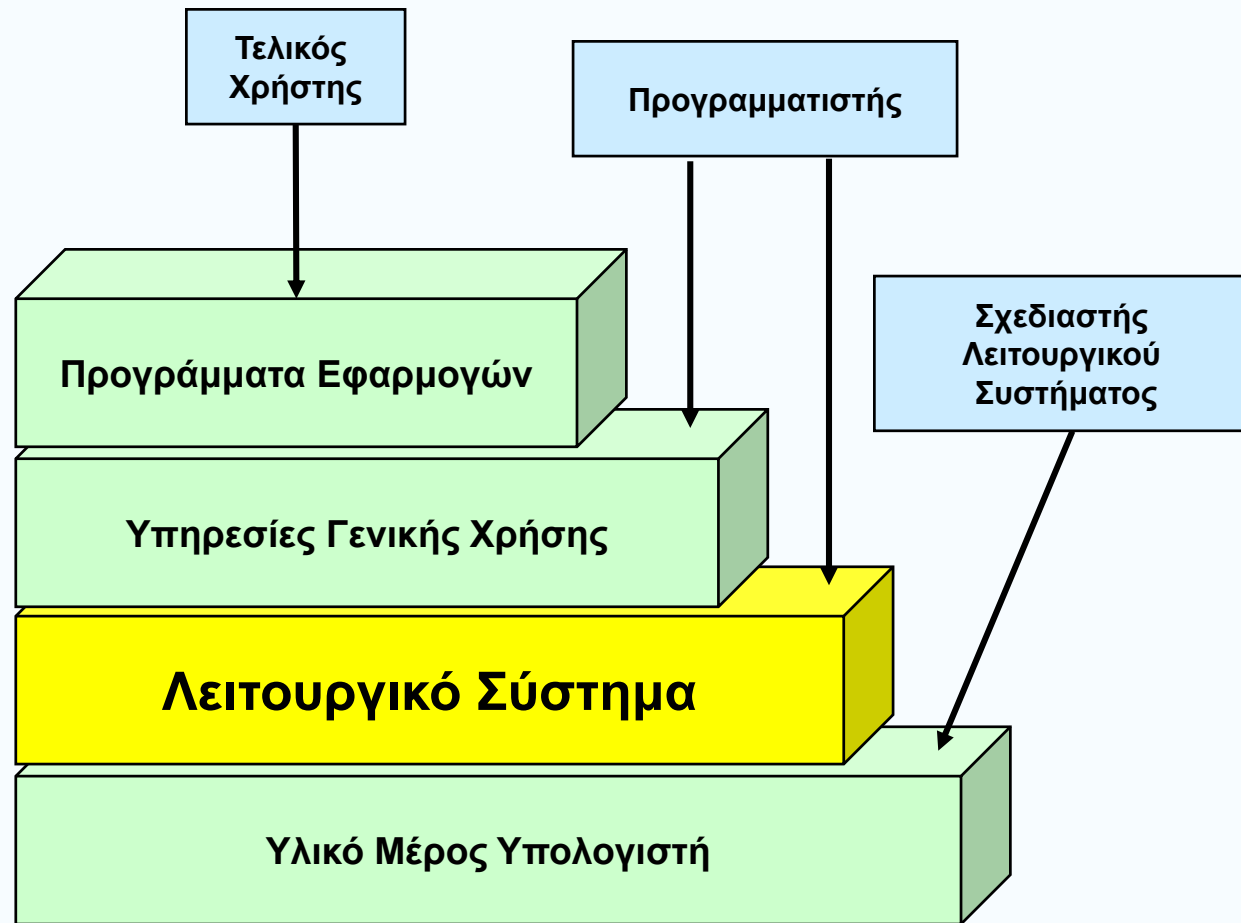 Τελικός
Χρήστης
Προγραμματιστής
Σχεδιαστής
Λειτουργικού
Συστήματος
Προγράμματα Εφαρμογών
Υπηρεσίες Γενικής Χρήσης
Λειτουργικό Σύστημα
Υλικό Μέρος Υπολογιστή